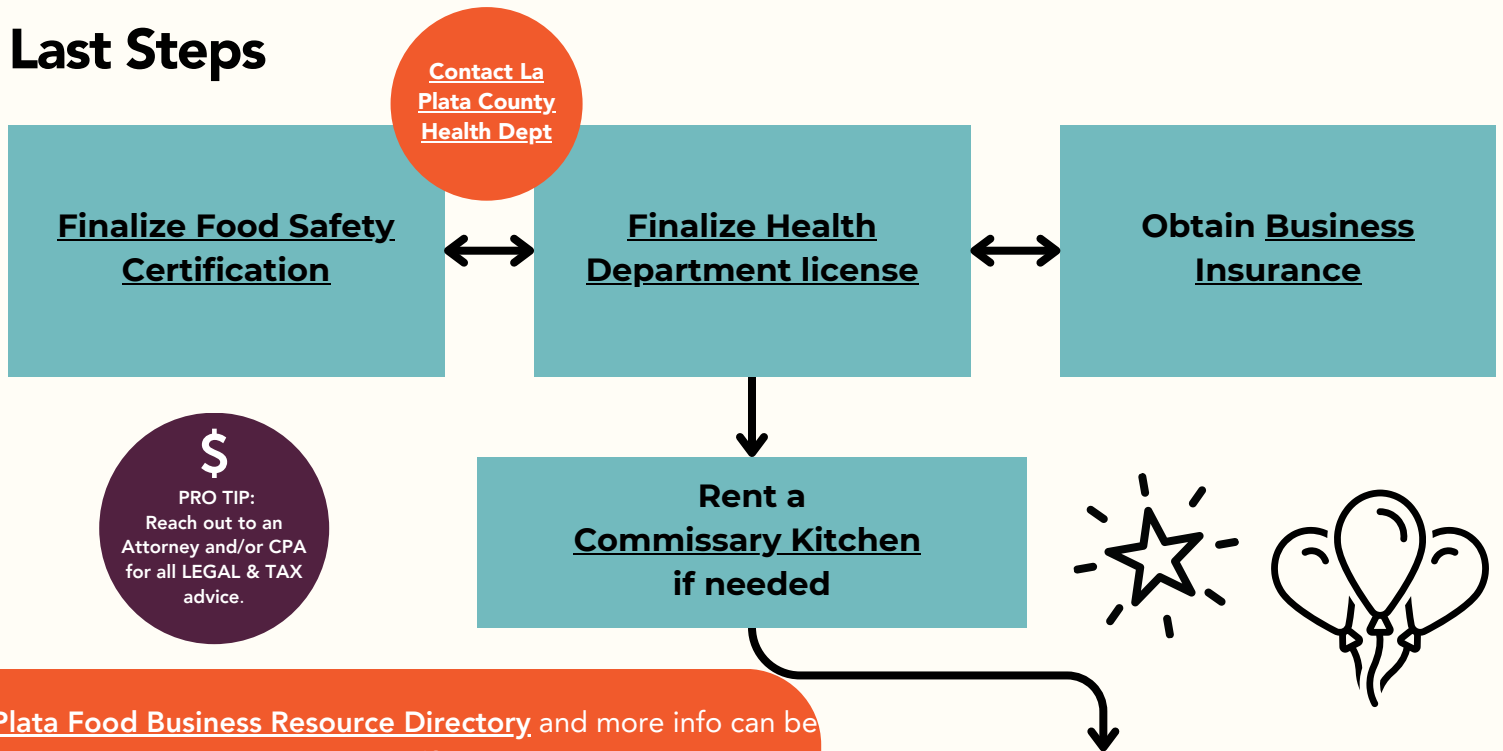 Last Steps
Contact La
Plata County
Health Dept
Finalize Food Safety
Certification
Finalize Health
Department license
Obtain Business
Insurance
$
PRO TIP:
Reach out to an
Attorney and/or CPA
for all LEGAL & TAX
advice.
Rent a
Commissary Kitchen
if needed
Plata Food Business Resource Directory and more info can be